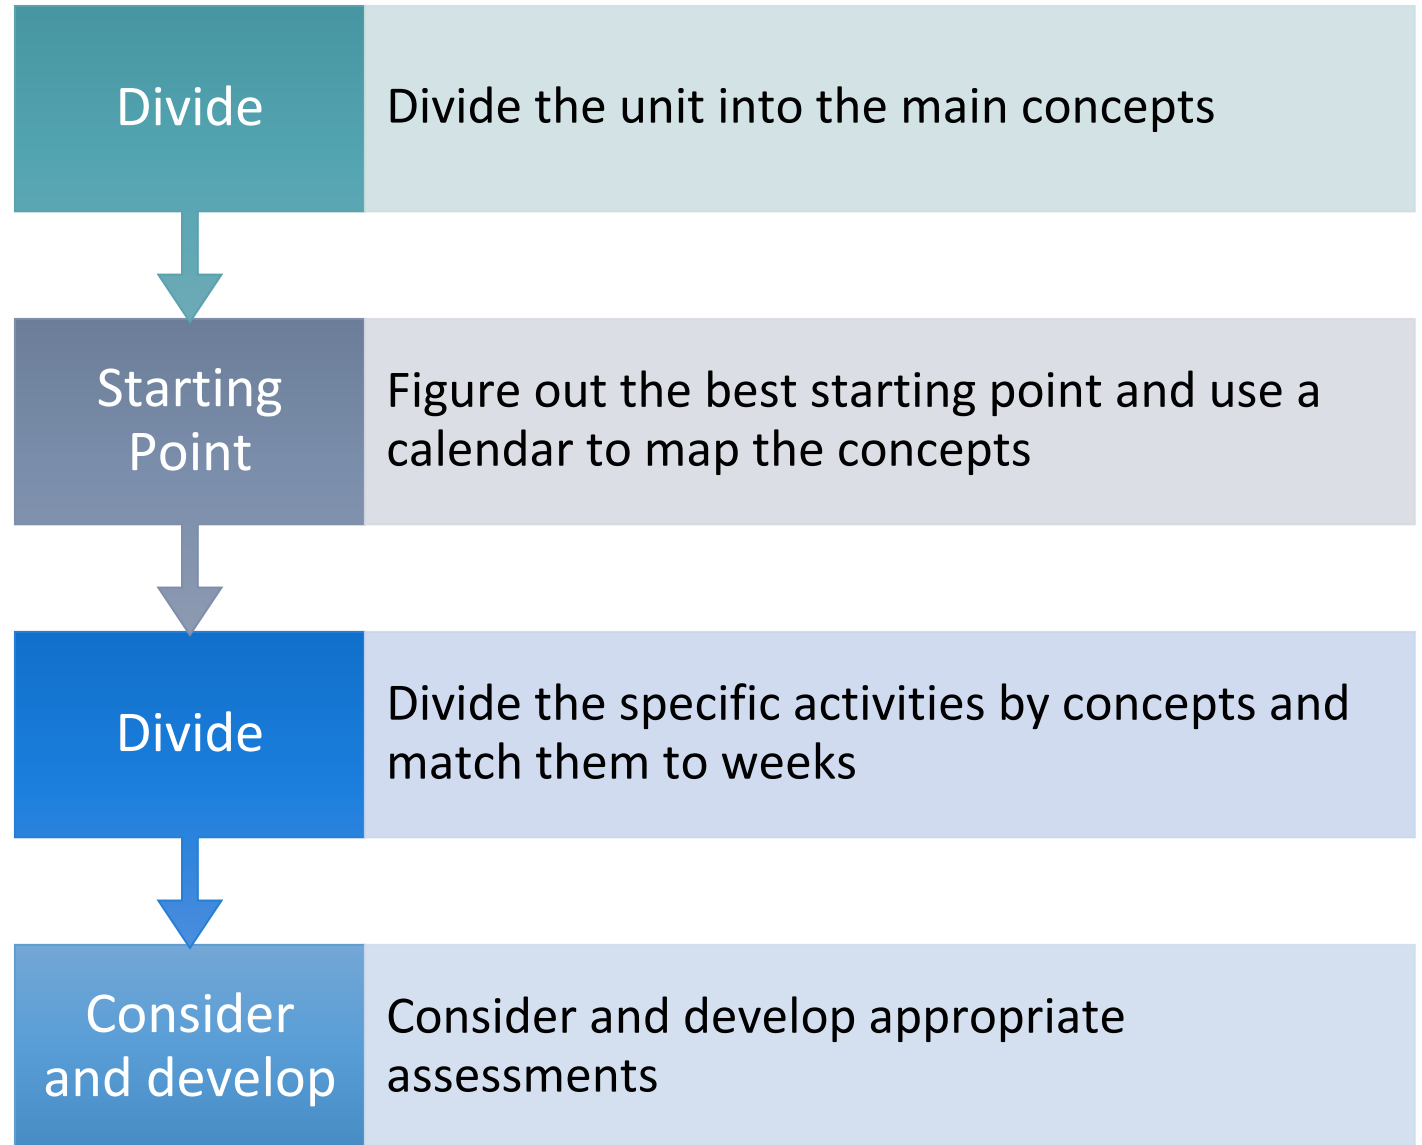 Divide
Divide the unit into the main concepts
Starting
Point
Figure out the best starting point and use a
calendar to map the concepts
Divide
Divide the specific activities by concepts and
match them to weeks
Consider
and develop
Consider and develop appropriate
assessments